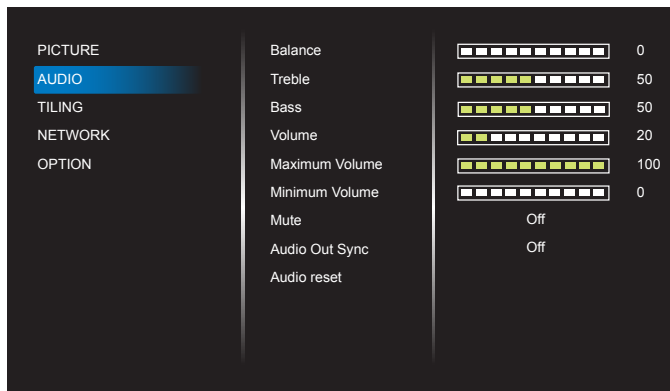 PICTURE
AUDIO
TILING
NETWORK
OPTION
Balance 0
Treble 50
Bass 50
Volume 20
Maximum Volume 100
Minimum Volume 0
Mute Off
Audio Out Sync Off
Audio reset